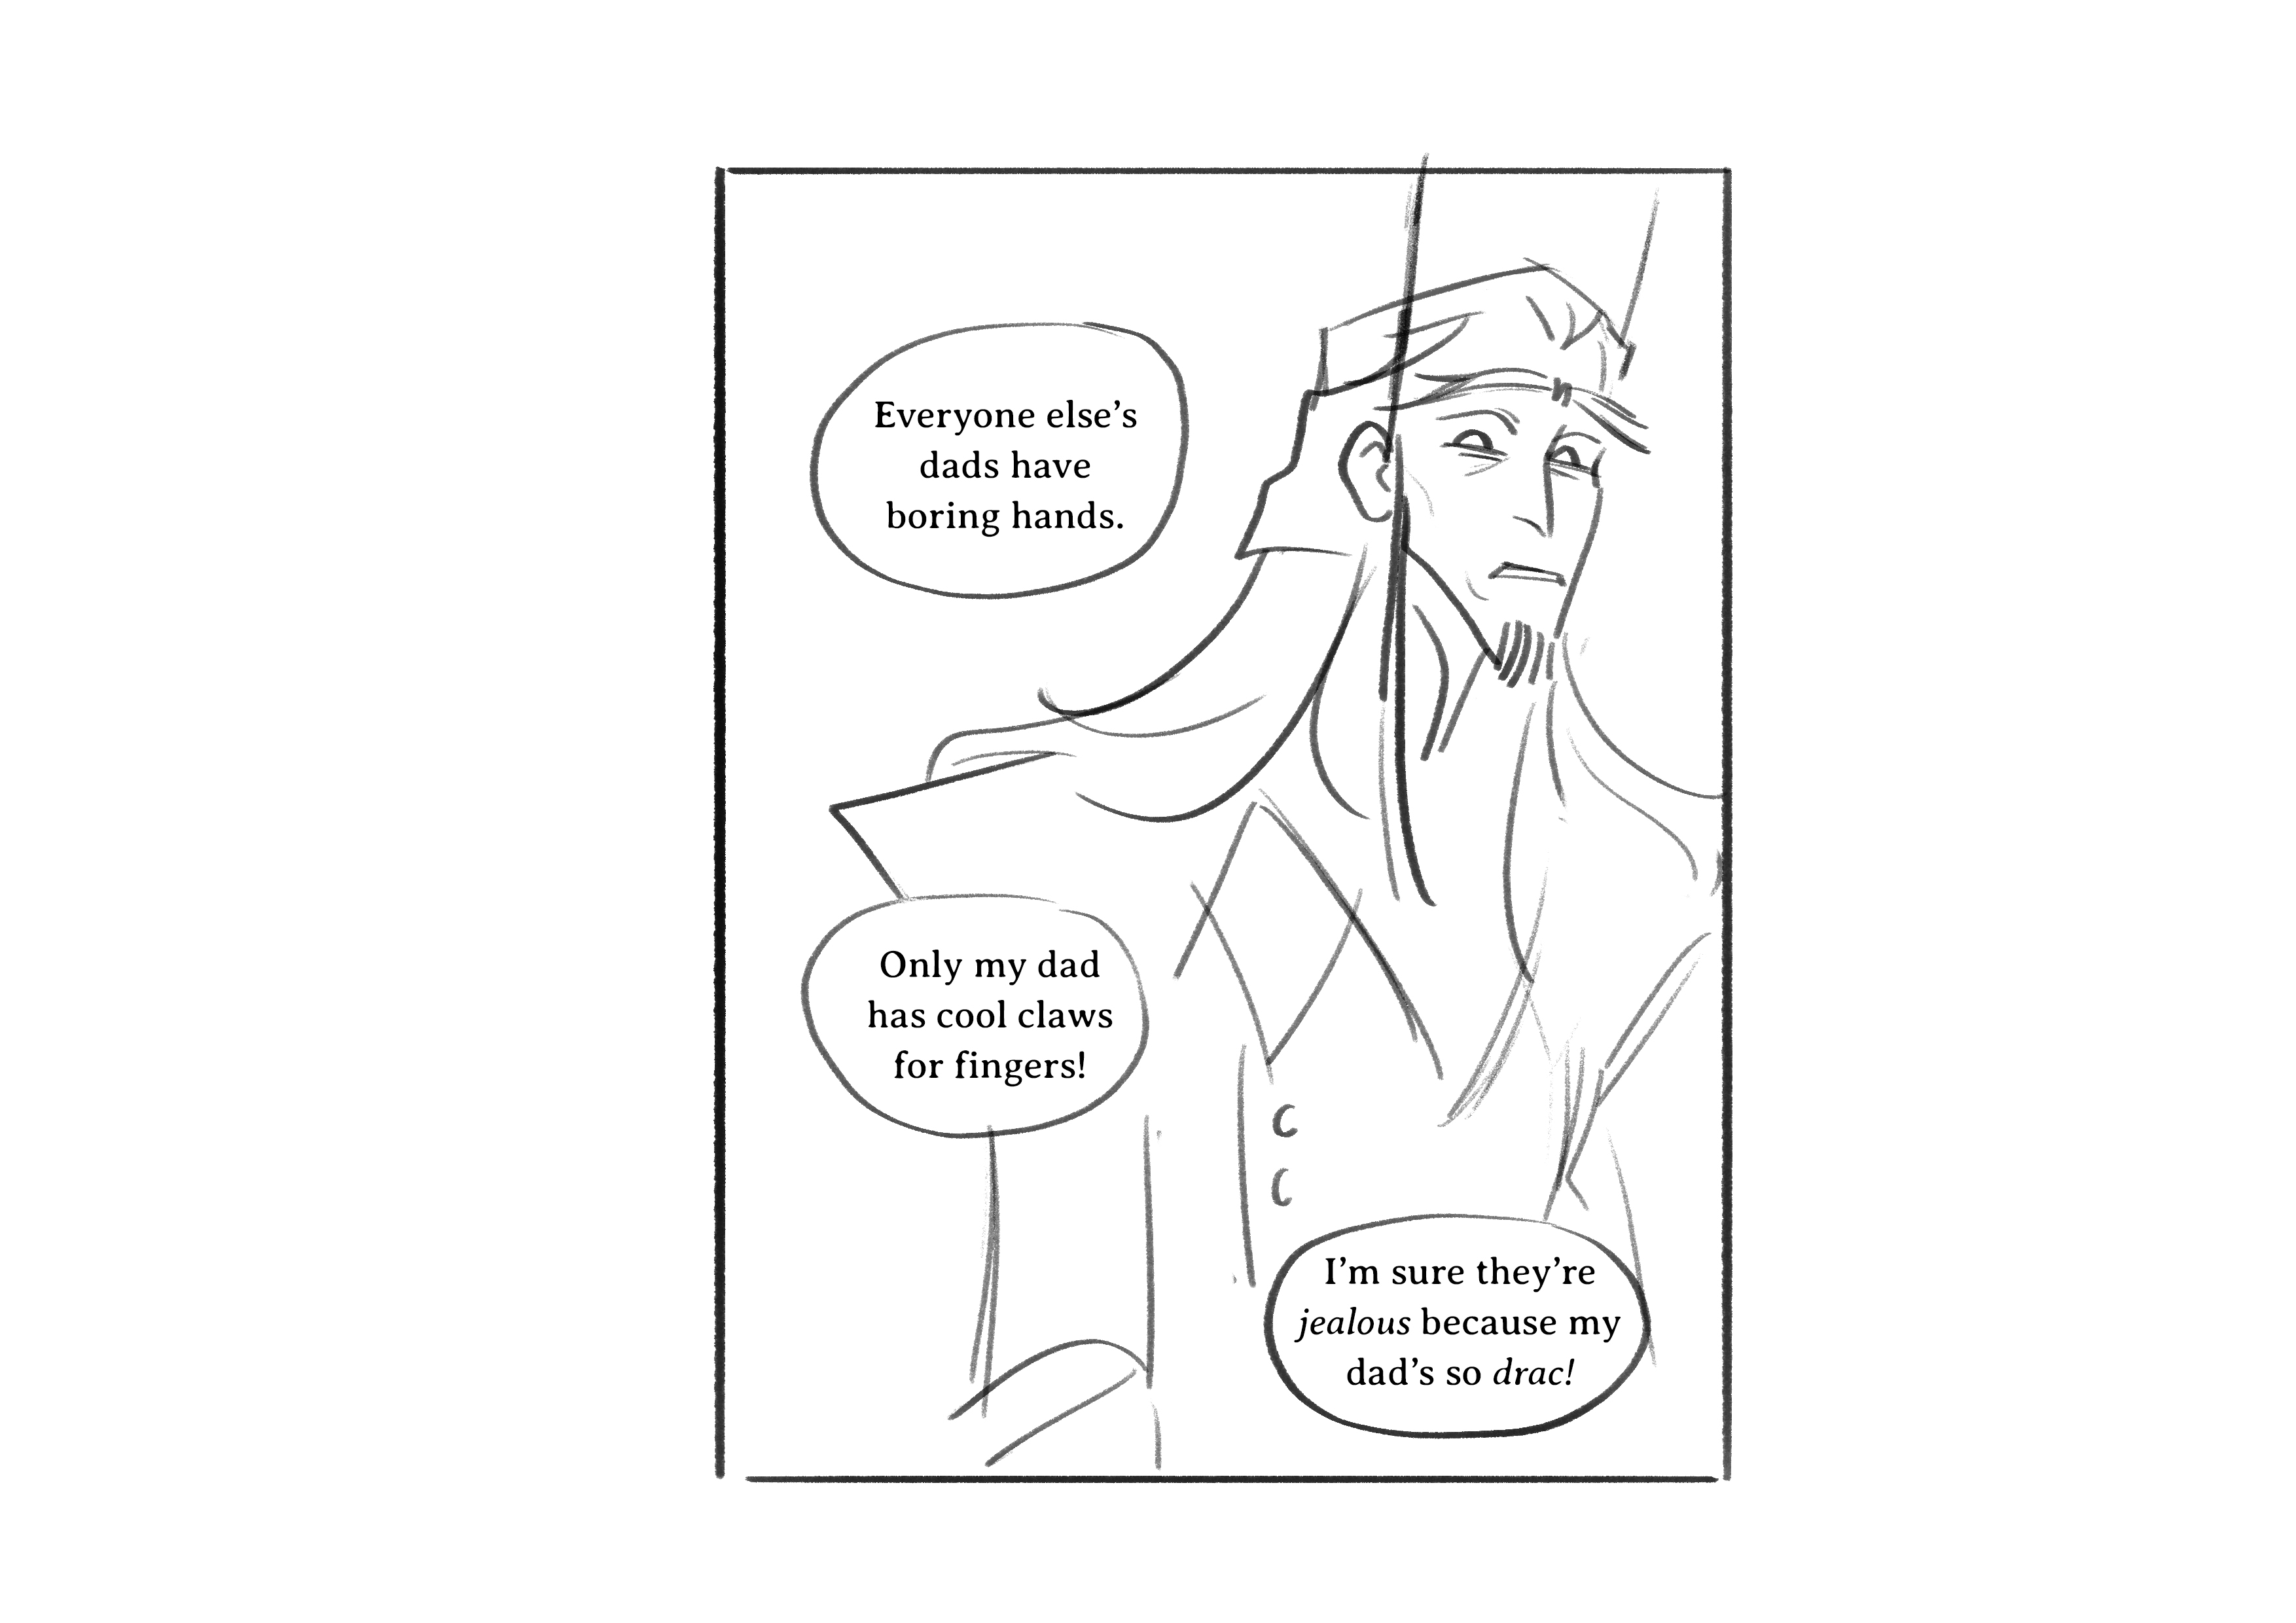 Everyone else’s
dads have
boring hands.
Only my dad
has cool claws
for fingers!
I’m sure they’re
jealous because my
dad’s so drac!